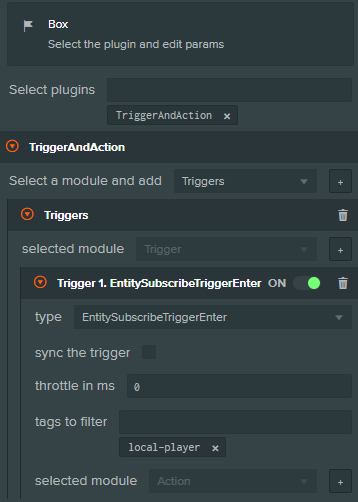 Box
Select the plugin and edit params
Select plugins
TriggerAndAction ×
TriggerAndAction
Select a module and add Triggers +
Triggers
selected module Trigger +
Trigger 1. EntitySubscribeTriggerEnter ON
type EntitySubscribeTriggerEnter
sync the trigger
throttle in ms 0
tags to filter
local-player ×
selected module Action +